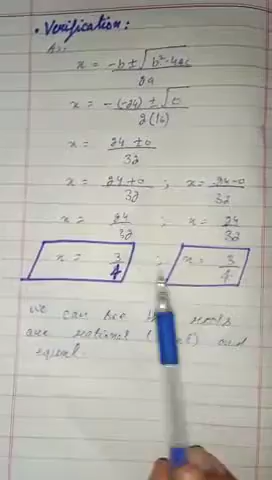 • Verification:
As,
x = -b ± √b²-4ac / 2a
x = -(-24) ± √0 / 2(16)
x = 24 ± 0 / 32
x = 24+0 / 32 ; x = 24-0 / 32
x = 24 / 32 ; x = 24 / 32
x = 3 / 4 ; x = 3 / 4
we can see roots
are rational ( and
equal.